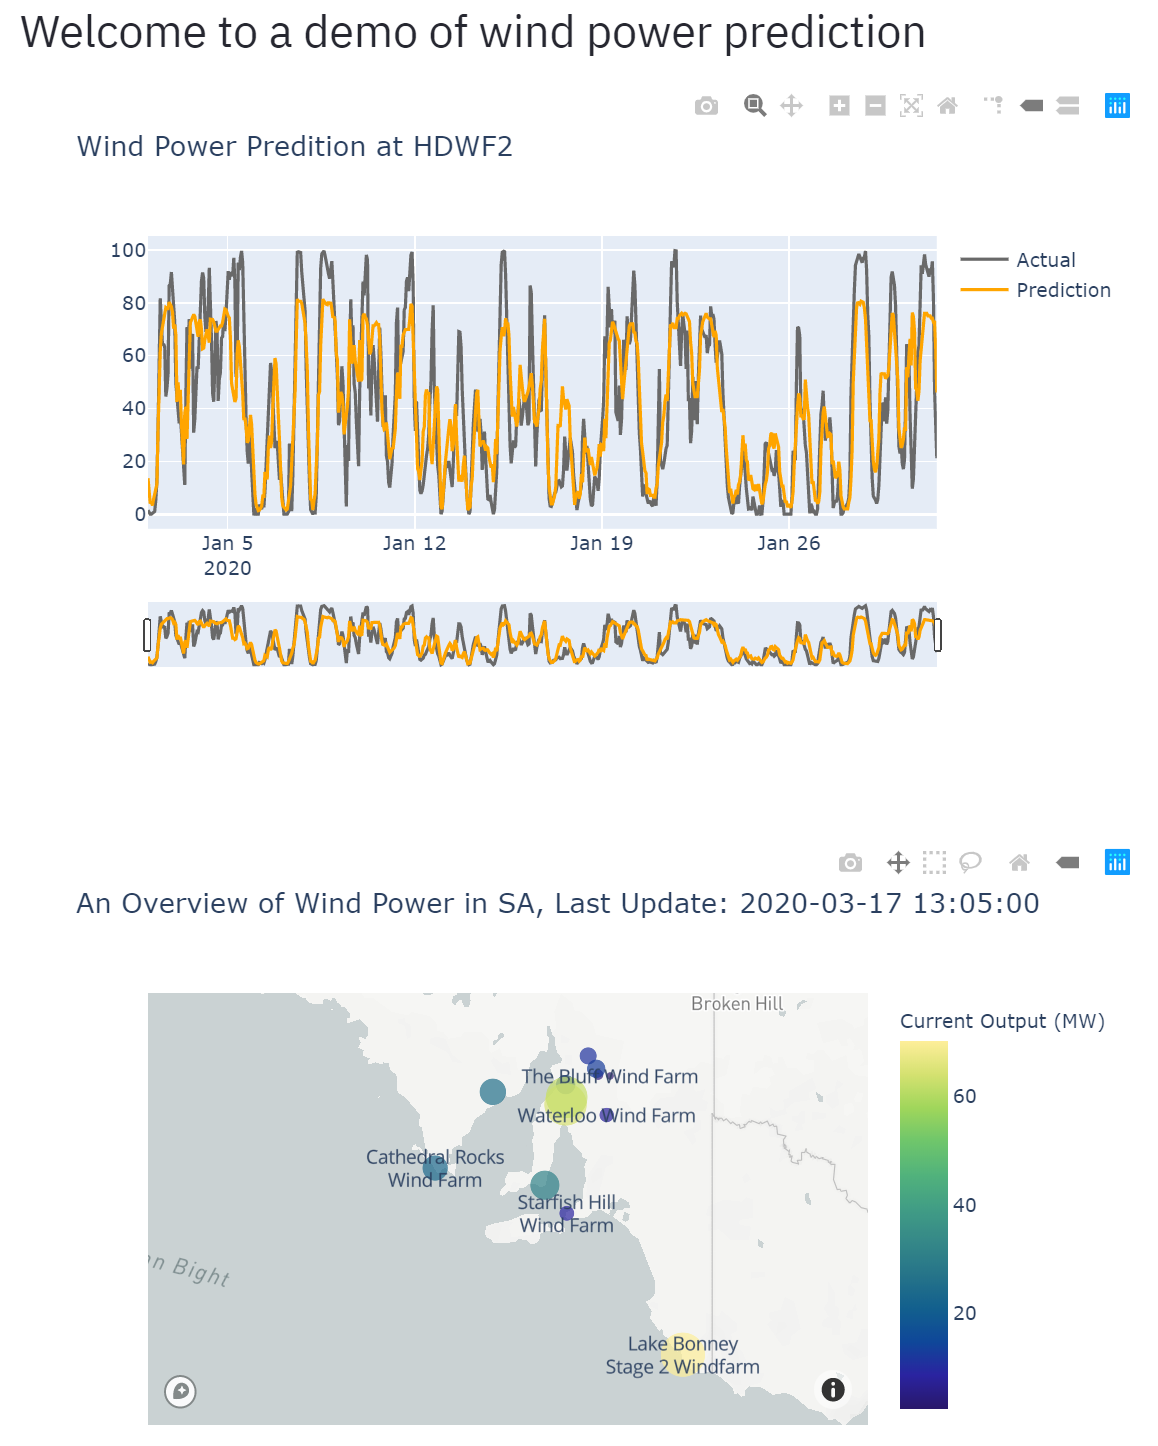 Welcome to a demo of wind power prediction
Wind Power Predition at HDWF2
100
80
60
40
20
0
Actual
Prediction
Jan 5
2020
Jan 12
Jan 19
Jan 26
An Overview of Wind Power in SA, Last Update: 2020-03-17 13:05:00
Broken Hill
The Bluff Wind Farm
Waterloo Wind Farm
Cathedral Rocks
Wind Farm
Starfish Hill
Wind Farm
Bight
Lake Bonney
Stage 2 Windfarm
Current Output (MW)
60
40
20